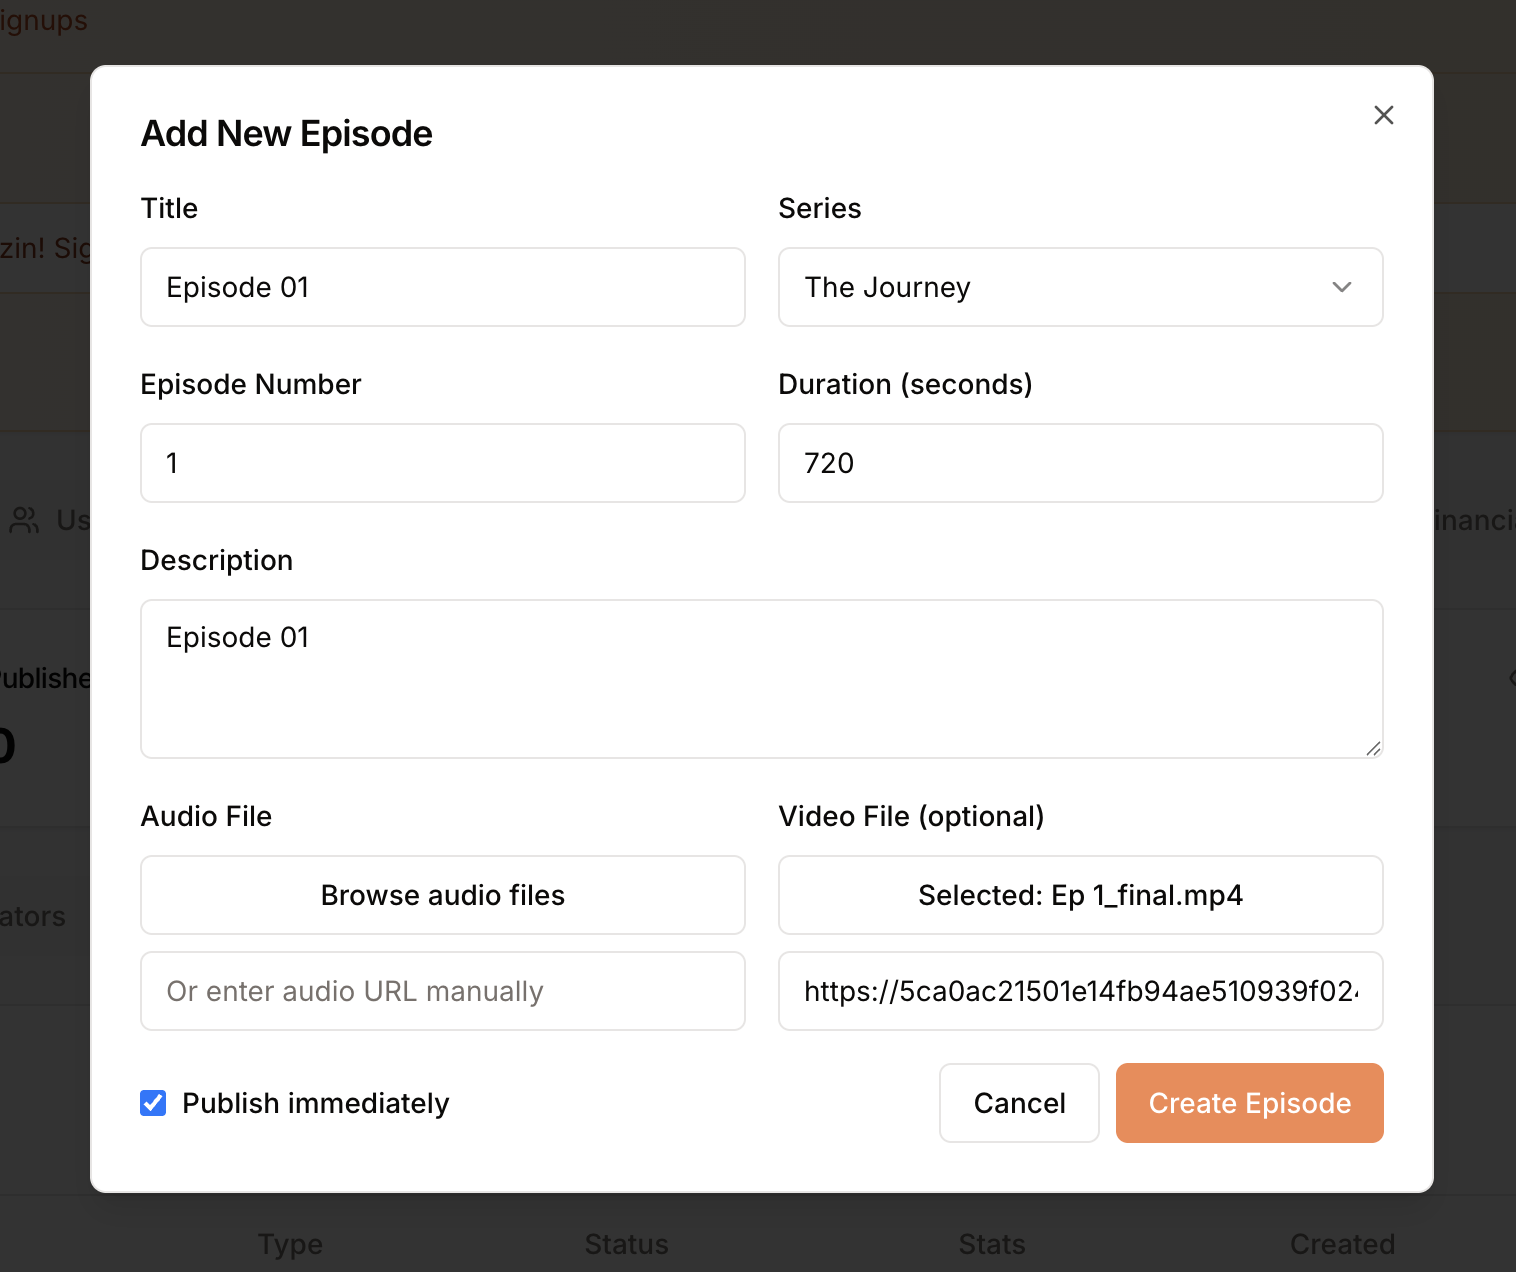 ignups
Add New Episode
Title
Series
zin! Sig
Episode 01
The Journey
Episode Number
Duration (seconds)
1
720
Us
inanci
Description
Episode 01
ublishe
0
Audio File
Video File (optional)
Browse audio files
Selected: Ep 1_final.mp4
ators
Or enter audio URL manually
https://5ca0ac21501e14fb94ae510939f02
Publish immediately
Cancel
Create Episode
Type
Status
Stats
Created